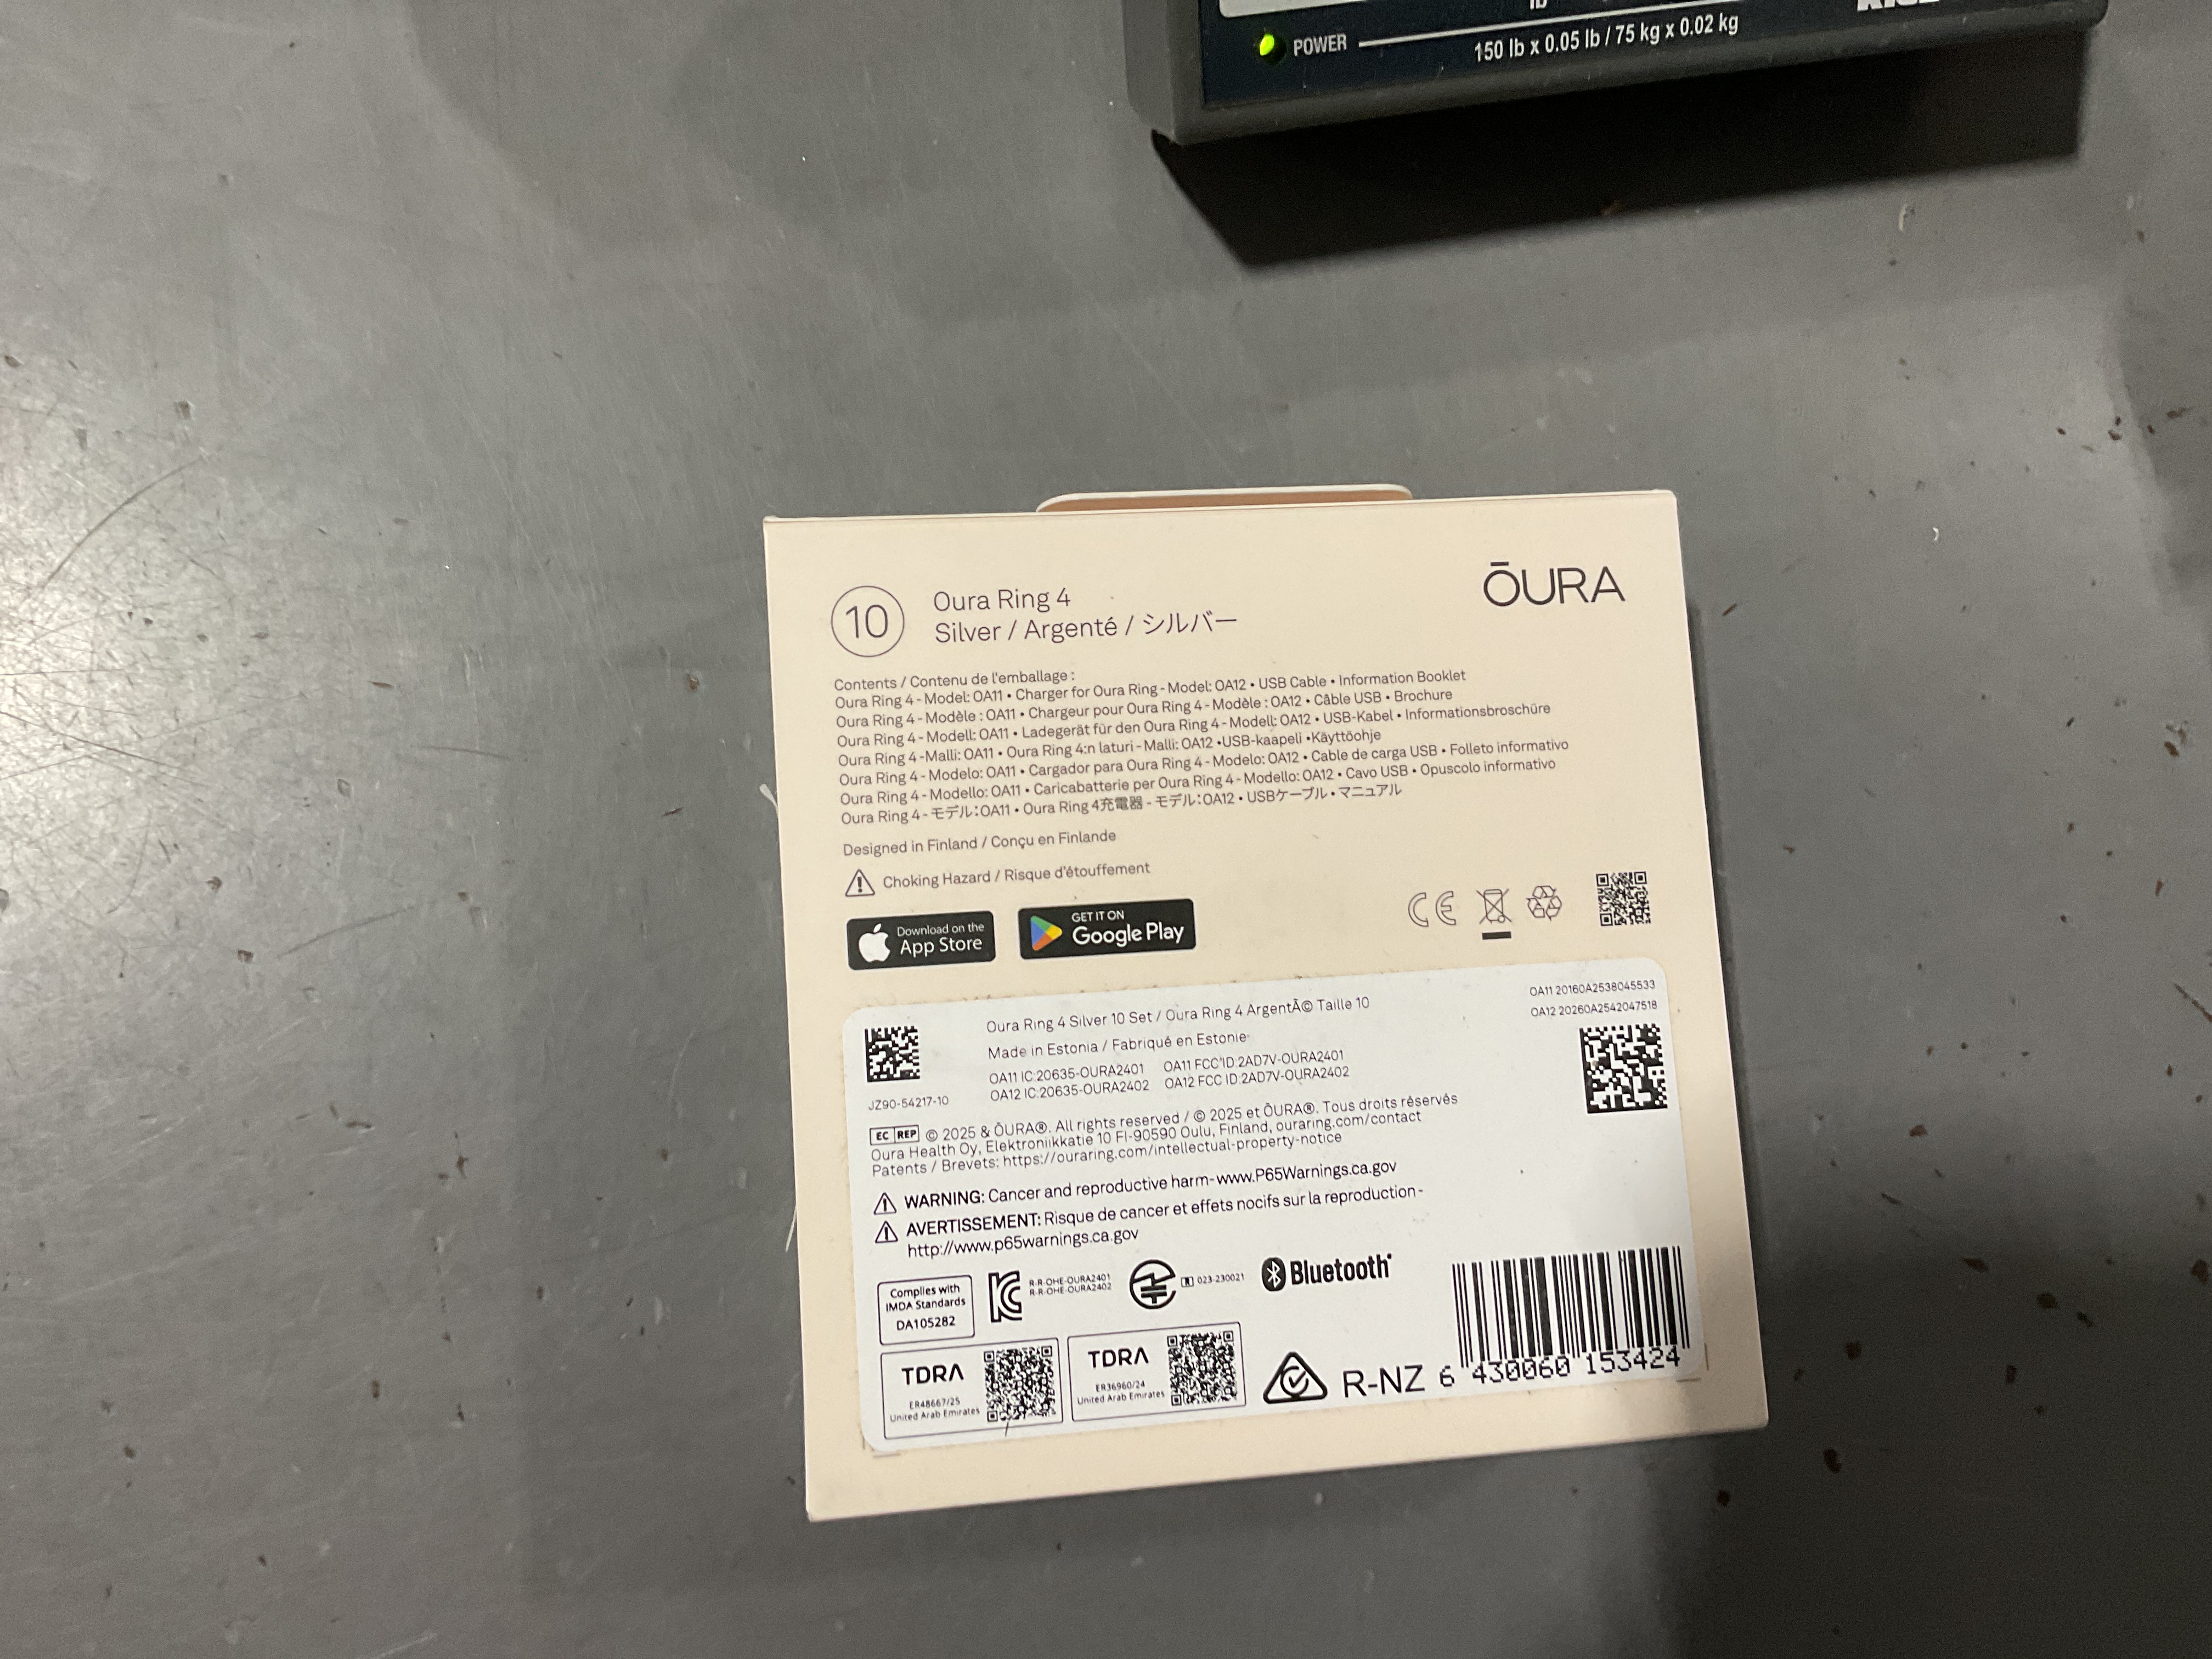 POWER
150 lb x 0.05 lb / 75 kg x 0.02 kg
10
Oura Ring 4
Silver / Argenté / シルバー
ŌURA
Contents / Contenu de l'emballage :
Oura Ring 4 - Model: OA11 • Charger for Oura Ring - Model: OA12 • USB Cable • Information Booklet
Oura Ring 4 - Modèle : OA11 • Chargeur pour Oura Ring 4 - Modèle : OA12 • Câble USB • Brochure
Oura Ring 4 - Modell: OA11 • Ladegerät für den Oura Ring 4 - Modell: OA12 • USB-Kabel • Informationsbroschüre
Oura Ring 4 -Malli: OA11 • Oura Ring 4:n laturi - Malli: OA12 •USB-kaapeli •Käyttöohje
Oura Ring 4 - Modelo: OA11 • Cargador para Oura Ring 4 - Modelo: OA12 • Cable de carga USB • Folleto informativo
Oura Ring 4 - Modello: OA11 • Caricabatterie per Oura Ring 4 - Modello: OA12 • Cavo USB • Opuscolo informativo
Oura Ring 4 - モデル:OA11 • Oura Ring 4充電器 - モデル:OA12 • USBケーブル • マニュアル
Designed in Finland / Conçu en Finlande
Choking Hazard / Risque d'étouffement
Download on the
App Store
GET IT ON
Google Play
CE
OA11 20160A2538045533
OA12 20260A2542047518
Oura Ring 4 Silver 10 Set / Oura Ring 4 ArgentÃ© Taille 10
Made in Estonia / Fabriqué en Estonie
OA11 IC:20635-OURA2401 OA11 FCC ID:2AD7V-OURA2401
OA12 IC:20635-OURA2402 OA12 FCC ID:2AD7V-OURA2402
JZ90-54217-10
EC REP © 2025 & ŌURA®. All rights reserved / © 2025 et ŌURA®. Tous droits réservés
Oura Health Oy, Elektroniikkatie 10 FI-90590 Oulu, Finland, ouraring.com/contact
Patents / Brevets: https://ouraring.com/intellectual-property-notice
WARNING: Cancer and reproductive harm-www.P65Warnings.ca.gov
AVERTISSEMENT: Risque de cancer et effets nocifs sur la reproduction -
http://www.p65warnings.ca.gov
Complies with
IMDA Standards
DA105282
R-R-OHE-OURA2401
R-R-OHE-OURA2402
R 023-230021
Bluetooth
TDRA
ER48667/25
United Arab Emirates
TDRA
ER36960/24
United Arab Emirates
R-NZ
6 430060 153424